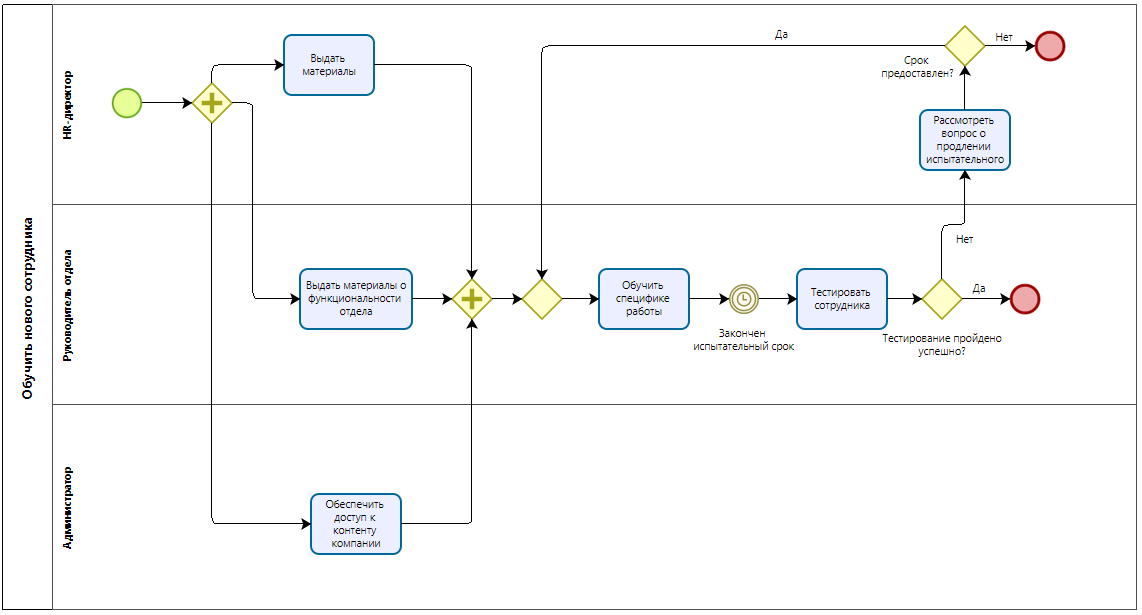 Обучить нового сотрудника
HR-директор
Выдать
материалы
Да
Срок
предоставлен?
Нет
Рассмотреть
вопрос о
продлении
испытательного
Руководитель отдела
Выдать материалы о
функциональности
отдела
Обучить
специфике
работы
Закончен
испытательный срок
Тестировать
сотрудника
Нет
Да
Тестирование пройдено
успешно?
Администратор
Обеспечить
доступ к
контенту
компании